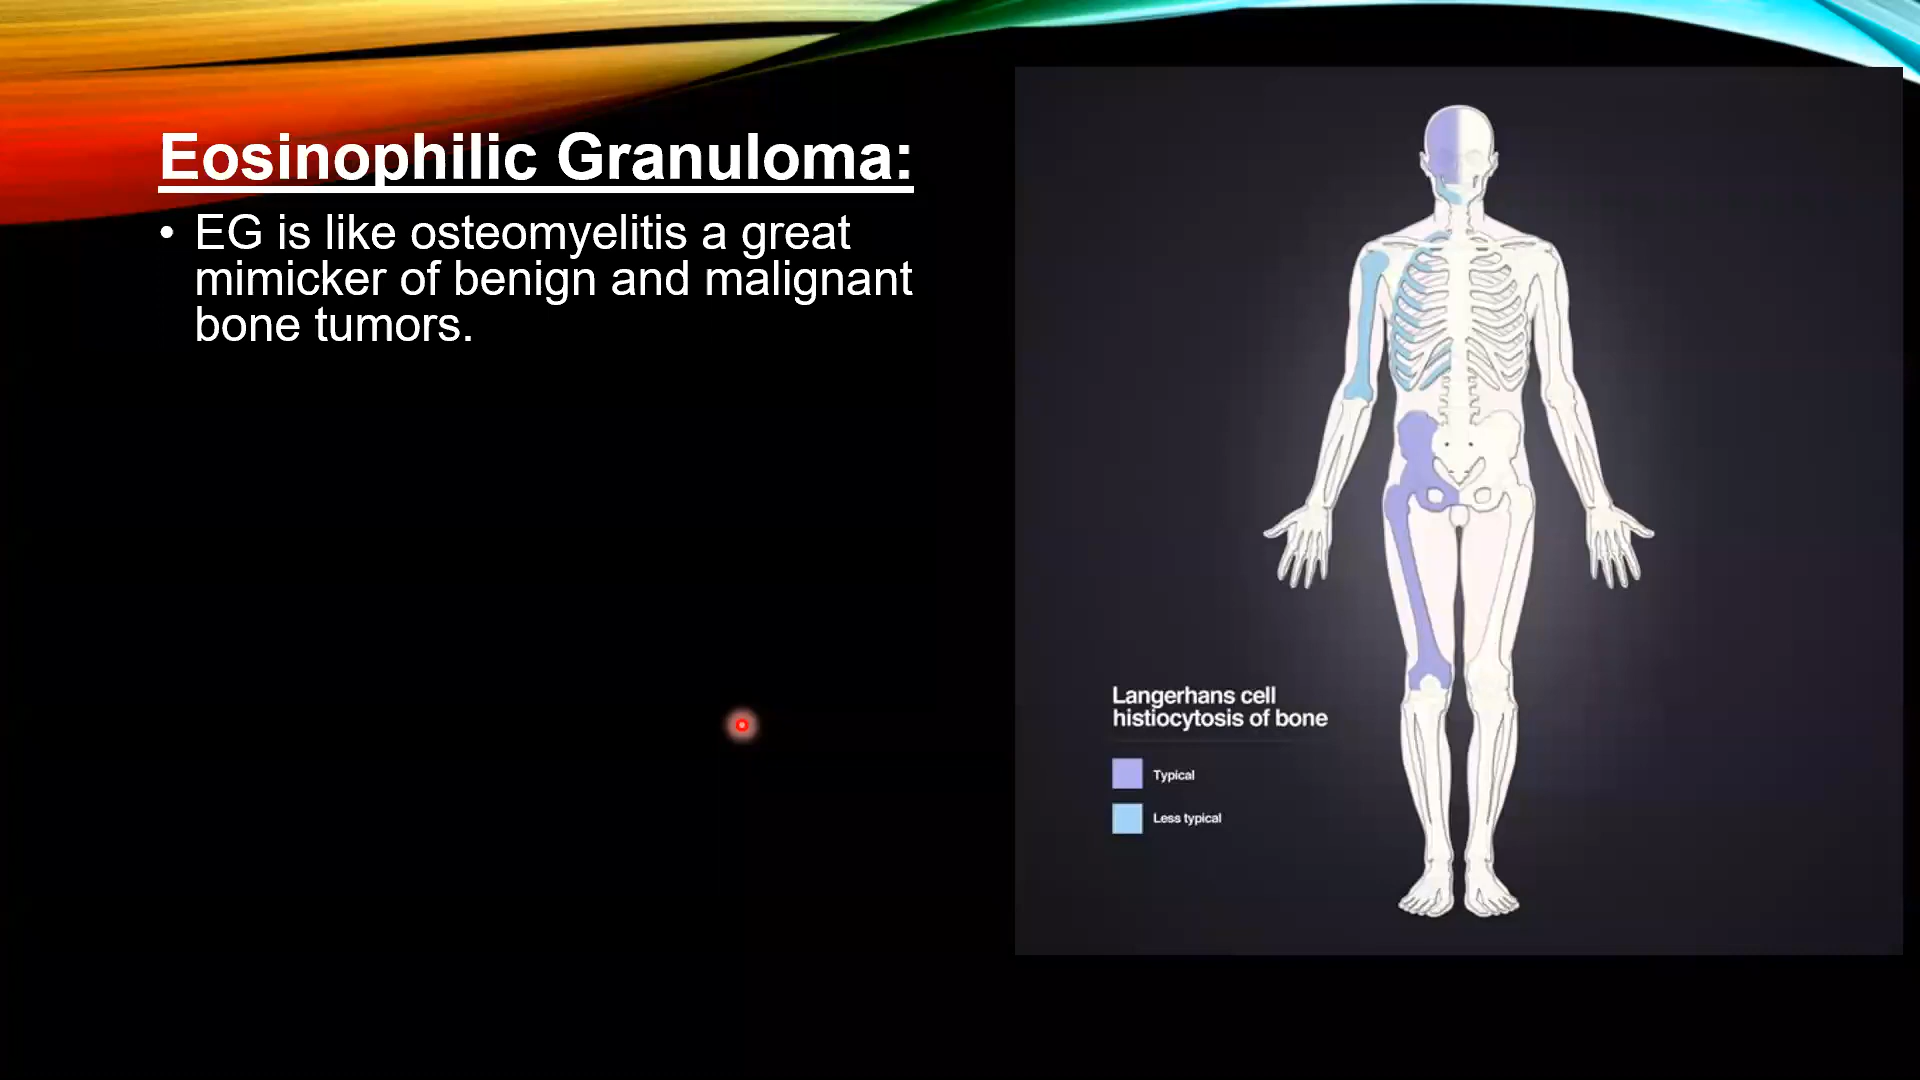 Eosinophilic Granuloma:
• EG is like osteomyelitis a great
mimicker of benign and malignant
bone tumors.
Langerhans cell
histiocytosis of bone
Typical
Less typical